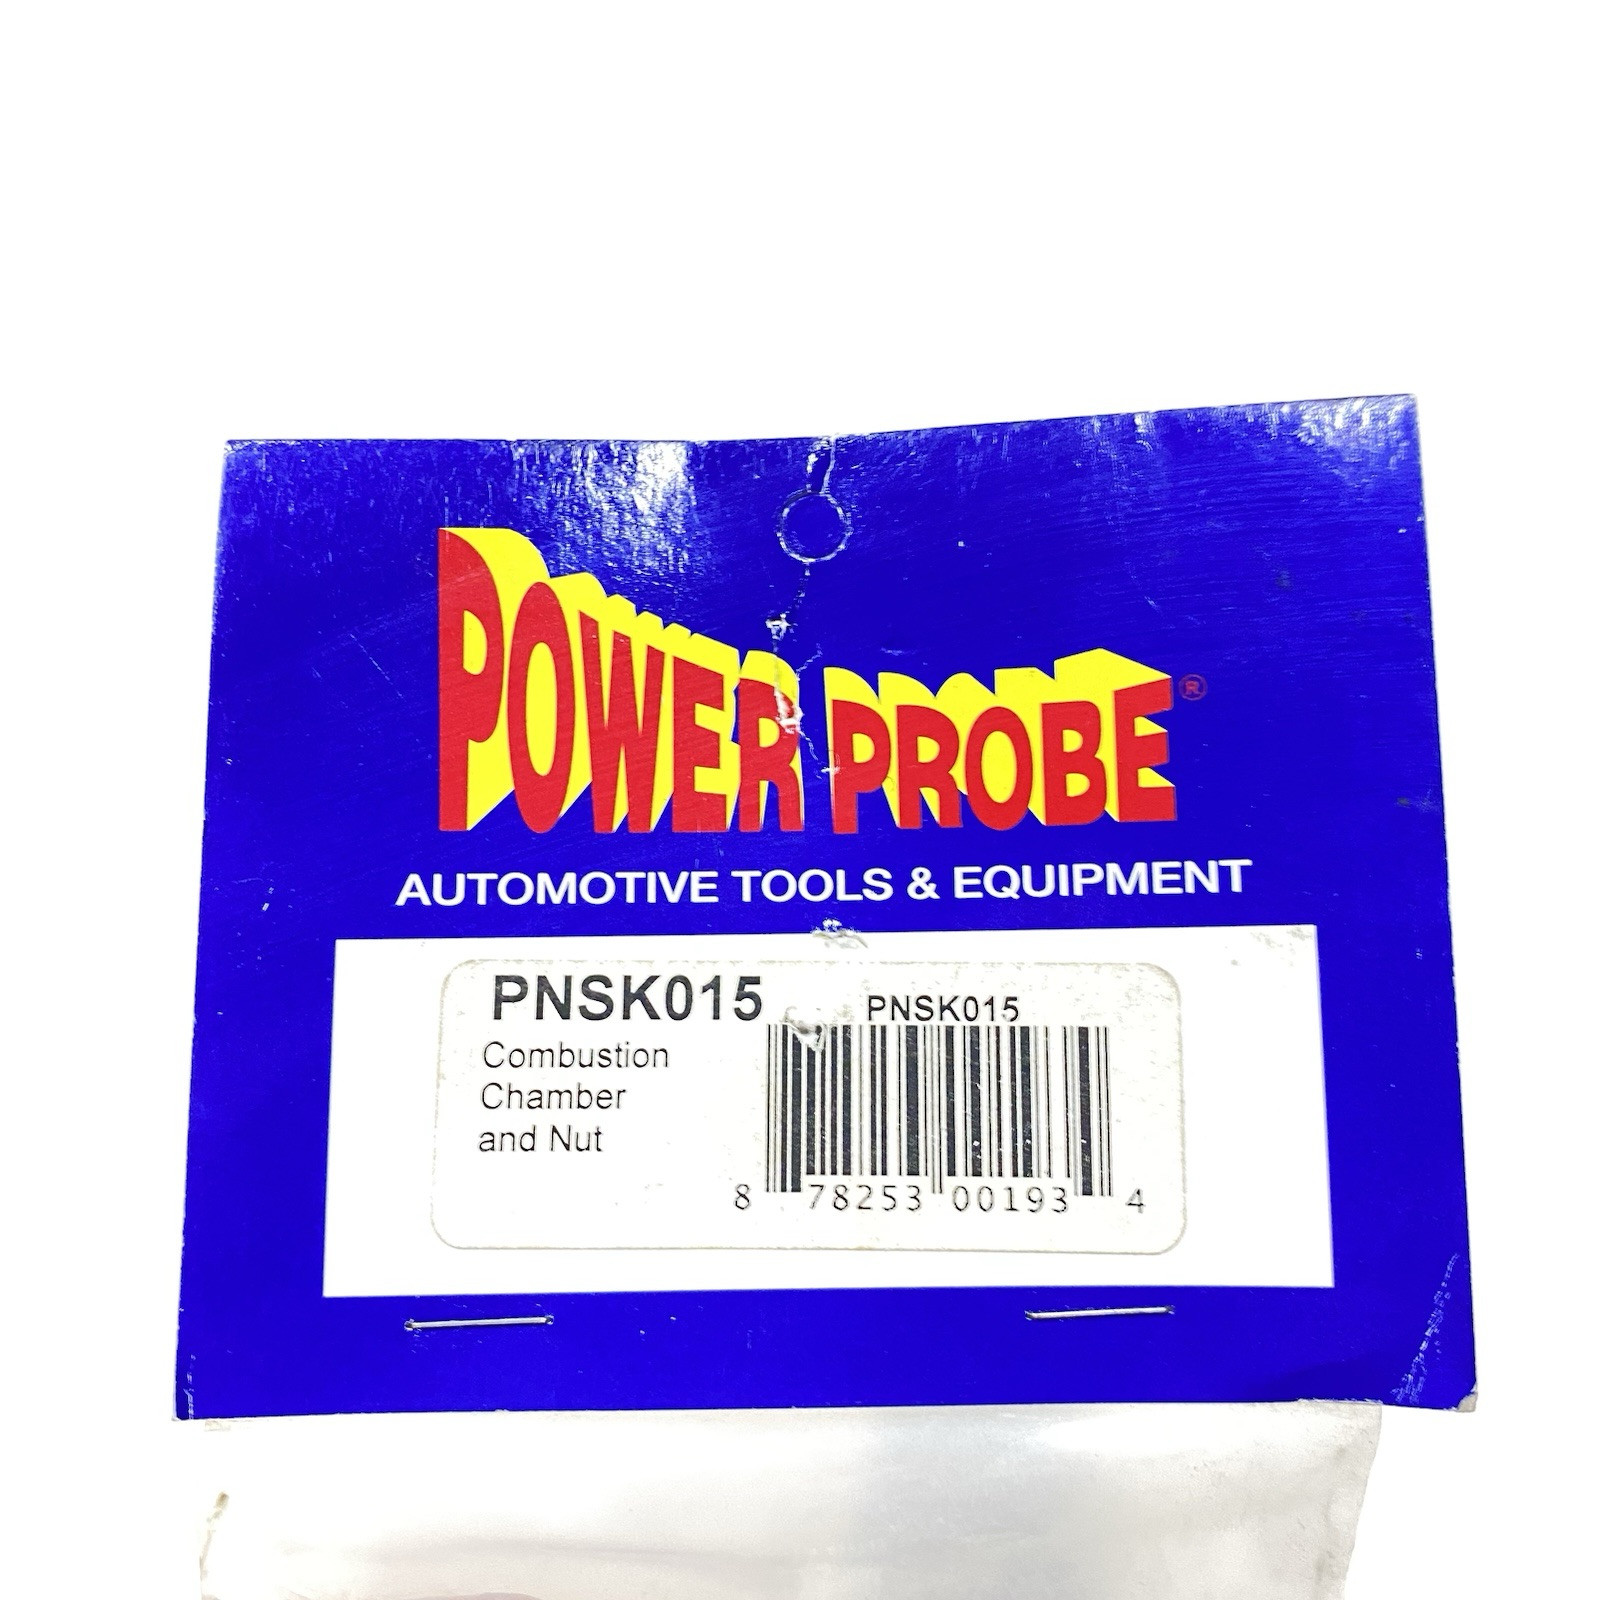 POWER PROBE®
AUTOMOTIVE TOOLS & EQUIPMENT
PNSK015
Combustion
Chamber
and Nut
PNSK015
8 78253 00193 4